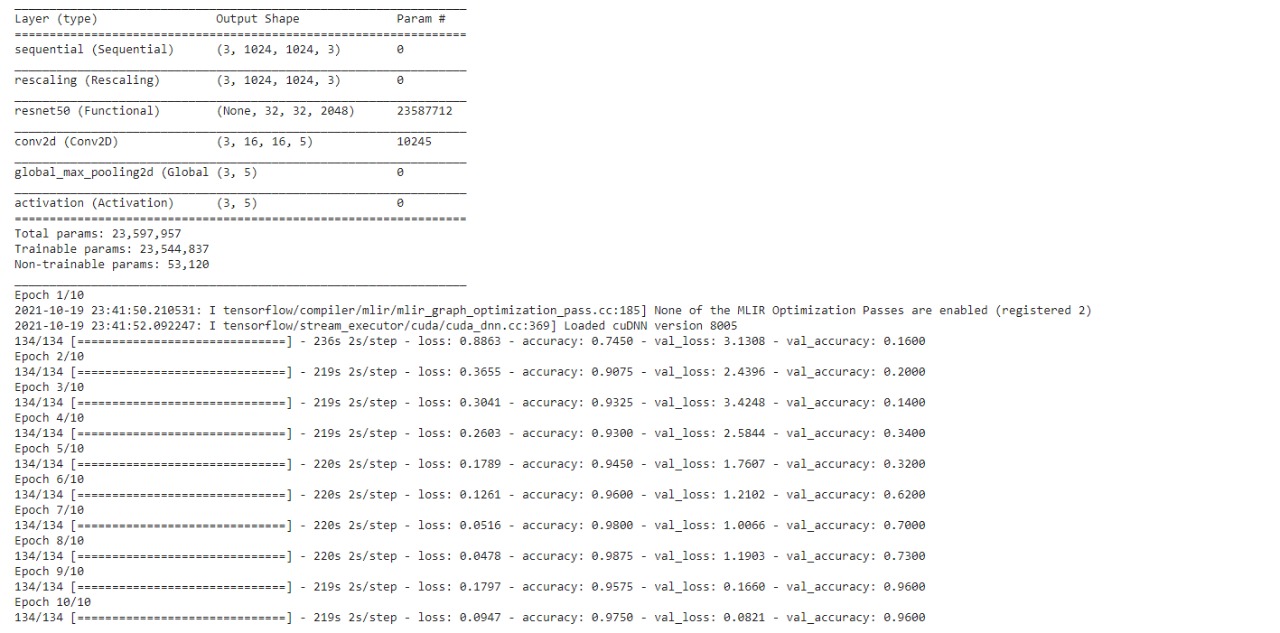 Layer (type)                 Output Shape              Param #
=================================================================
sequential (Sequential)      (3, 1024, 1024, 3)        0
_________________________________________________________________
rescaling (Rescaling)        (3, 1024, 1024, 3)        0
_________________________________________________________________
resnet50 (Functional)        (None, 32, 32, 2048)      23587712
_________________________________________________________________
conv2d (Conv2D)              (3, 16, 16, 5)            10245
_________________________________________________________________
global_max_pooling2d (Global (3, 5)                    0
_________________________________________________________________
activation (Activation)      (3, 5)                    0
=================================================================
Total params: 23,597,957
Trainable params: 23,544,837
Non-trainable params: 53,120
_________________________________________________________________
Epoch 1/10
2021-10-19 23:41:50.210531: I tensorflow/compiler/mlir/mlir_graph_optimization_pass.cc:185] None of the MLIR Optimization Passes are enabled (registered 2)
2021-10-19 23:41:52.092247: I tensorflow/stream_executor/cuda/cuda_dnn.cc:369] Loaded cuDNN version 8005
134/134 [==============================] - 236s 2s/step - loss: 0.8863 - accuracy: 0.7450 - val_loss: 3.1308 - val_accuracy: 0.1600
Epoch 2/10
134/134 [==============================] - 219s 2s/step - loss: 0.3655 - accuracy: 0.9075 - val_loss: 2.4396 - val_accuracy: 0.2000
Epoch 3/10
134/134 [==============================] - 219s 2s/step - loss: 0.3041 - accuracy: 0.9325 - val_loss: 3.4248 - val_accuracy: 0.1400
Epoch 4/10
134/134 [==============================] - 219s 2s/step - loss: 0.2603 - accuracy: 0.9300 - val_loss: 2.5844 - val_accuracy: 0.3400
Epoch 5/10
134/134 [==============================] - 220s 2s/step - loss: 0.1789 - accuracy: 0.9450 - val_loss: 1.7607 - val_accuracy: 0.3200
Epoch 6/10
134/134 [==============================] - 220s 2s/step - loss: 0.1261 - accuracy: 0.9600 - val_loss: 1.2102 - val_accuracy: 0.6200
Epoch 7/10
134/134 [==============================] - 220s 2s/step - loss: 0.0516 - accuracy: 0.9800 - val_loss: 1.0066 - val_accuracy: 0.7000
Epoch 8/10
134/134 [==============================] - 220s 2s/step - loss: 0.0478 - accuracy: 0.9875 - val_loss: 1.1903 - val_accuracy: 0.7300
Epoch 9/10
134/134 [==============================] - 219s 2s/step - loss: 0.1797 - accuracy: 0.9575 - val_loss: 0.1660 - val_accuracy: 0.9600
Epoch 10/10
134/134 [==============================] - 219s 2s/step - loss: 0.0947 - accuracy: 0.9750 - val_loss: 0.0821 - val_accuracy: 0.9600